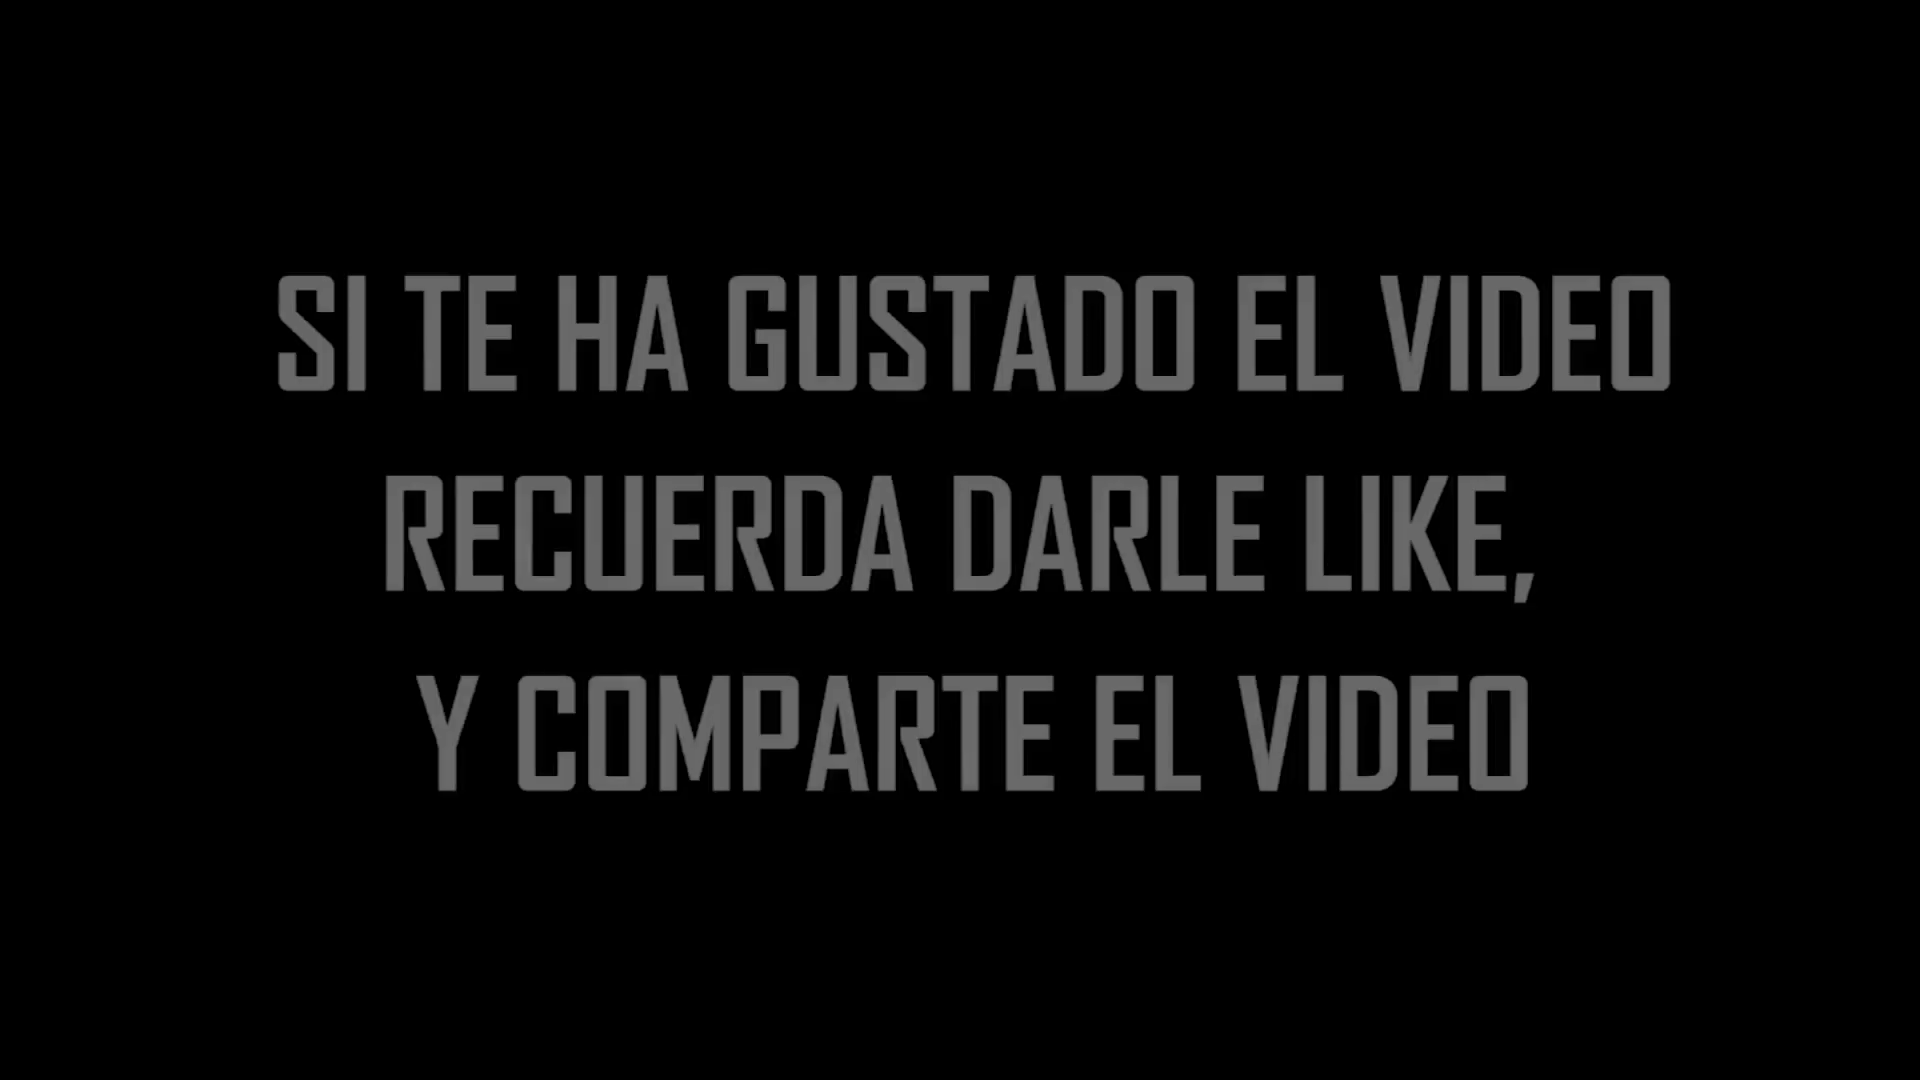 SI TE HA GUSTADO EL VIDEO
RECUERDA DARLE LIKE,
Y COMPARTE EL VIDEO